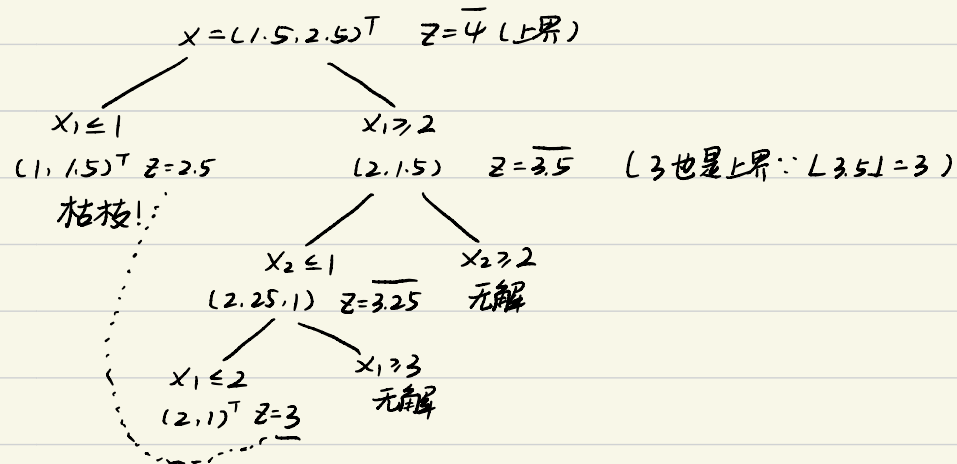 x = (1.5, 2.5)ᵀ z = 4̅ (上界)
x₁ ≤ 1 x₁ ≥ 2
(1, 1.5)ᵀ z = 2.5 (2, 1.5) z = 3.5̅ (3也是上界∵⌊3.5⌋=3)
枯枝!
x₂ ≤ 1 x₂ ≥ 2
(2.25, 1) z = 3.25̅ 无解
x₁ ≤ 2 x₁ ≥ 3
(2, 1)ᵀ z = 3̲ 无解